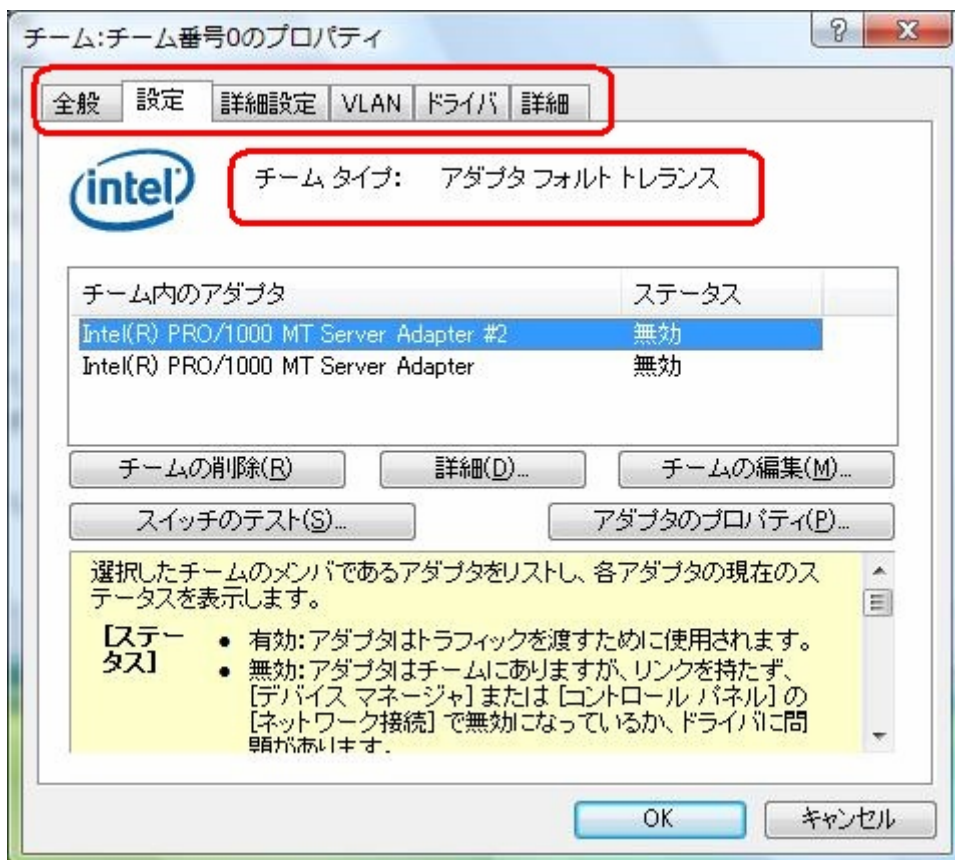 チーム:チーム番号0のプロパティ
全般 設定 詳細設定 VLAN ドライバ 詳細
intel
チーム タイプ: アダプタ フォルト トレランス
チーム内のアダプタ ステータス
Intel(R) PRO/1000 MT Server Adapter #2 無効
Intel(R) PRO/1000 MT Server Adapter 無効
チームの削除(R) 詳細(D)... チームの編集(M)...
スイッチのテスト(S)... アダプタのプロパティ(P)...
選択したチームのメンバであるアダプタをリストし、各アダプタの現在のス
テータスを表示します。
[ステー
タス]
● 有効: アダプタはトラフィックを渡すために使用されます。
● 無効: アダプタはチームにありますが、リンクを持たず、
[デバイス マネージャ] または [コントロール パネル] の
[ネットワーク接続] で無効になっているか、ドライバに問
題があります。
OK キャンセル